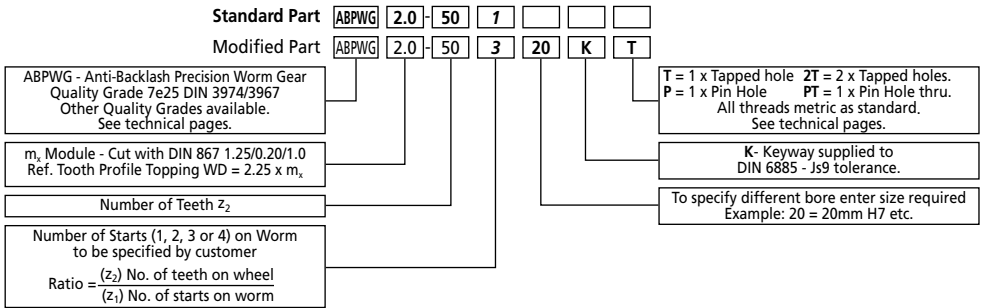 Standard Part ABPWG 2.0 - 50 1
Modified Part ABPWG 2.0 - 50 3 20 K T
ABPWG - Anti-Backlash Precision Worm Gear
Quality Grade 7e25 DIN 3974/3967
Other Quality Grades available.
See technical pages.
mₓ Module - Cut with DIN 867 1.25/0.20/1.0
Ref. Tooth Profile Topping WD = 2.25 x mₓ
Number of Teeth z₂
Number of Starts (1, 2, 3 or 4) on Worm
to be specified by customer
Ratio = (z₂) No. of teeth on wheel
(z₁) No. of starts on worm
T = 1 x Tapped hole 2T = 2 x Tapped holes.
P = 1 x Pin Hole PT = 1 x Pin Hole thru.
All threads metric as standard.
See technical pages.
K- Keyway supplied to
DIN 6885 - Js9 tolerance.
To specify different bore enter size required
Example: 20 = 20mm H7 etc.